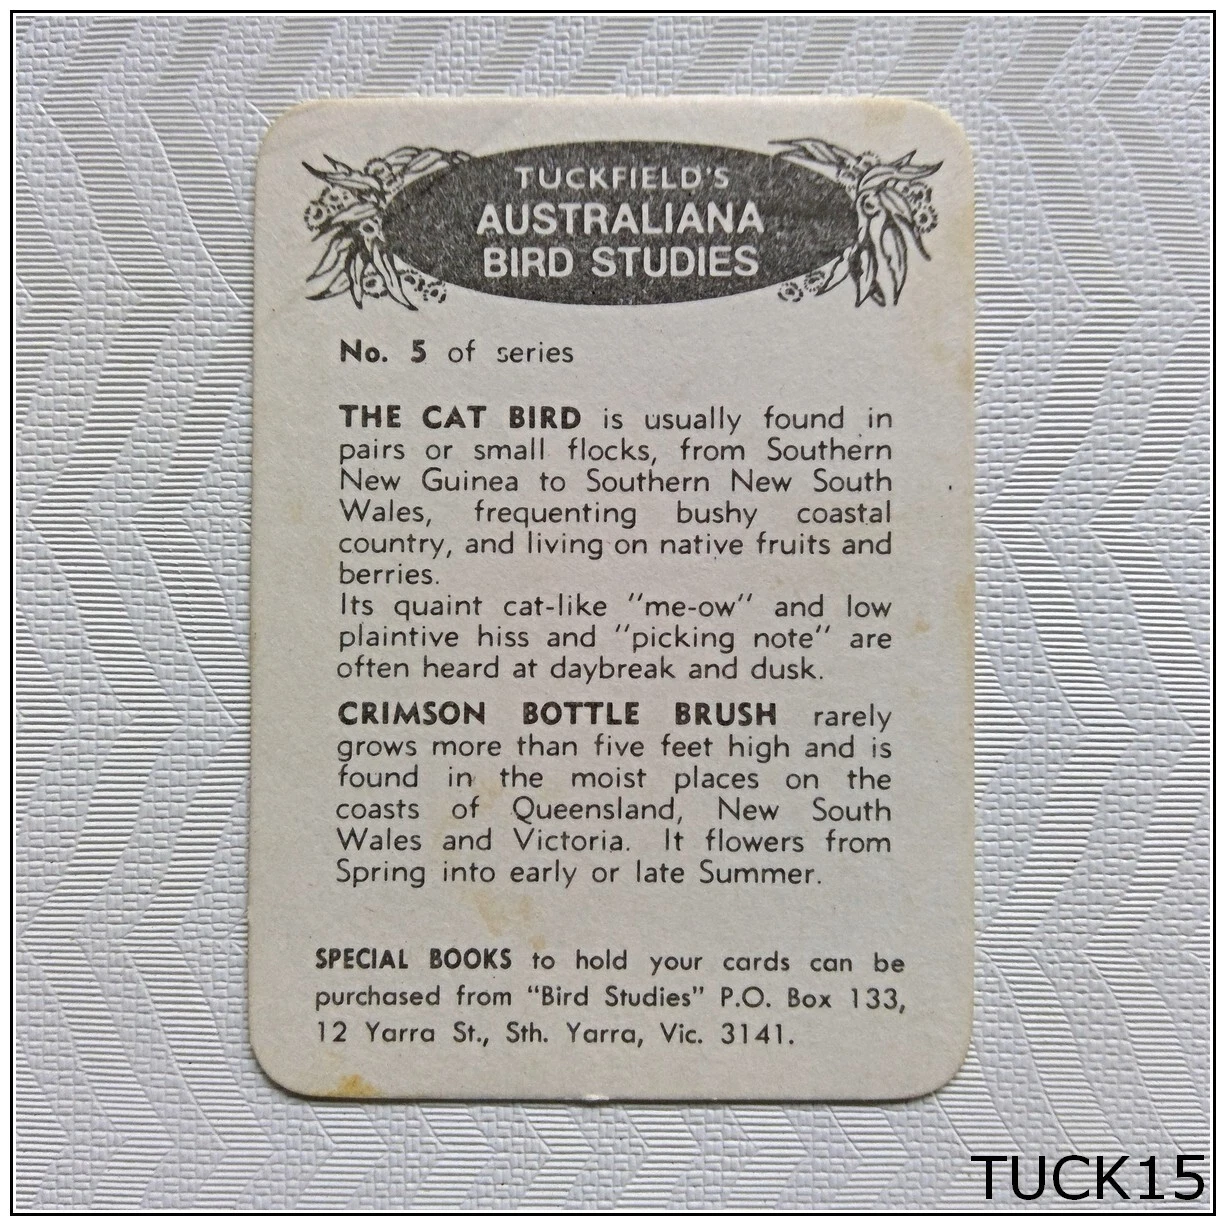 TUCKFIELD'S
AUSTRALIANA
BIRD STUDIES
No. 5 of series
THE CAT BIRD is usually found in
pairs or small flocks, from Southern
New Guinea to Southern New South
Wales, frequenting bushy coastal
country, and living on native fruits and
berries.
Its quaint cat-like "me-ow" and low
plaintive hiss and "picking note" are
often heard at daybreak and dusk.
CRIMSON BOTTLE BRUSH rarely
grows more than five feet high and is
found in the moist places on the
coasts of Queensland, New South
Wales and Victoria. It flowers from
Spring into early or late Summer.
SPECIAL BOOKS to hold your cards can be
purchased from "Bird Studies" P.O. Box 133,
12 Yarra St., Sth. Yarra, Vic. 3141.
TUCK15